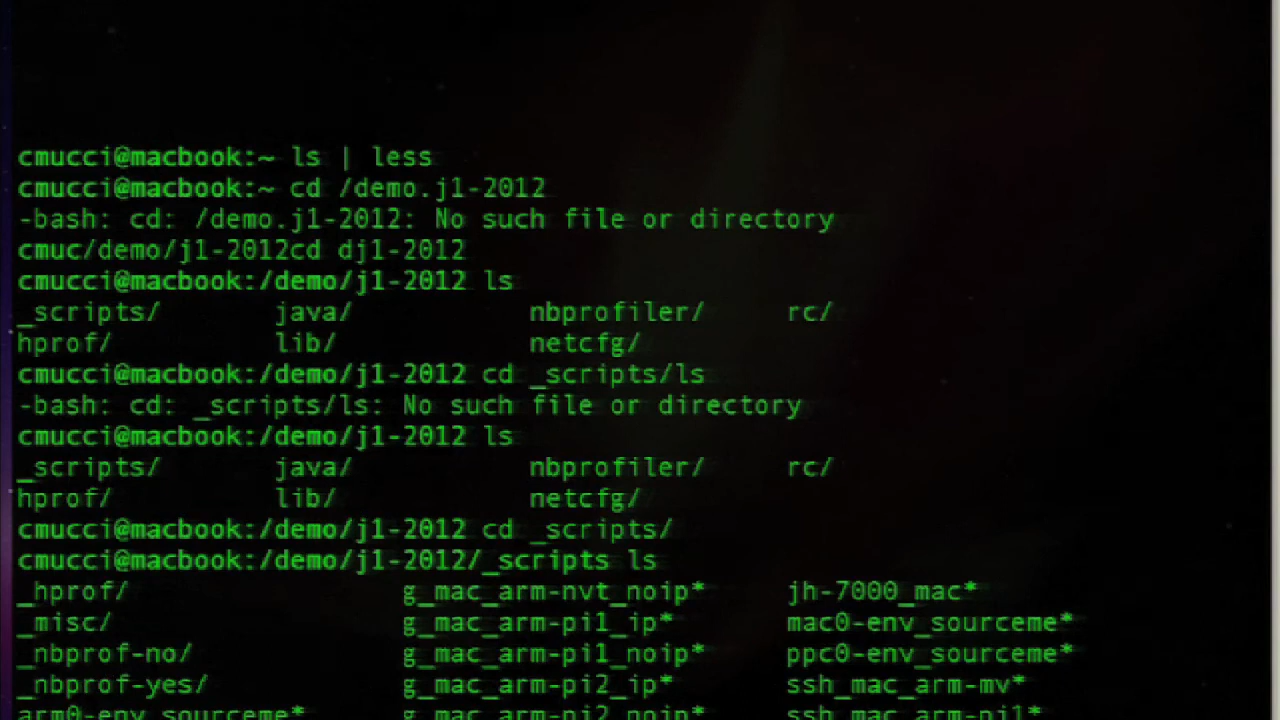 cmucci@macbook:~ ls | less
cmucci@macbook:~ cd /demo.j1-2012
-bash: cd: /demo.j1-2012: No such file or directory
cmuc/demo/j1-2012cd dj1-2012
cmucci@macbook:/demo/j1-2012 ls
_scripts/ java/ nbprofiler/ rc/
hprof/ lib/ netcfg/
cmucci@macbook:/demo/j1-2012 cd _scripts/ls
-bash: cd: _scripts/ls: No such file or directory
cmucci@macbook:/demo/j1-2012 ls
_scripts/ java/ nbprofiler/ rc/
hprof/ lib/ netcfg/
cmucci@macbook:/demo/j1-2012 cd _scripts/
cmucci@macbook:/demo/j1-2012/_scripts ls
_hprof/ g_mac_arm-nvt_noip* jh-7000_mac*
_misc/ g_mac_arm-pi1_ip* mac0-env_sourceme*
_nbprof-no/ g_mac_arm-pi1_noip* ppc0-env_sourceme*
_nbprof-yes/ g_mac_arm-pi2_ip* ssh_mac_arm-mv*
arm0-env_sourceme* g_mac_arm-pi2_noip* ssh_mac_arm-pi1*